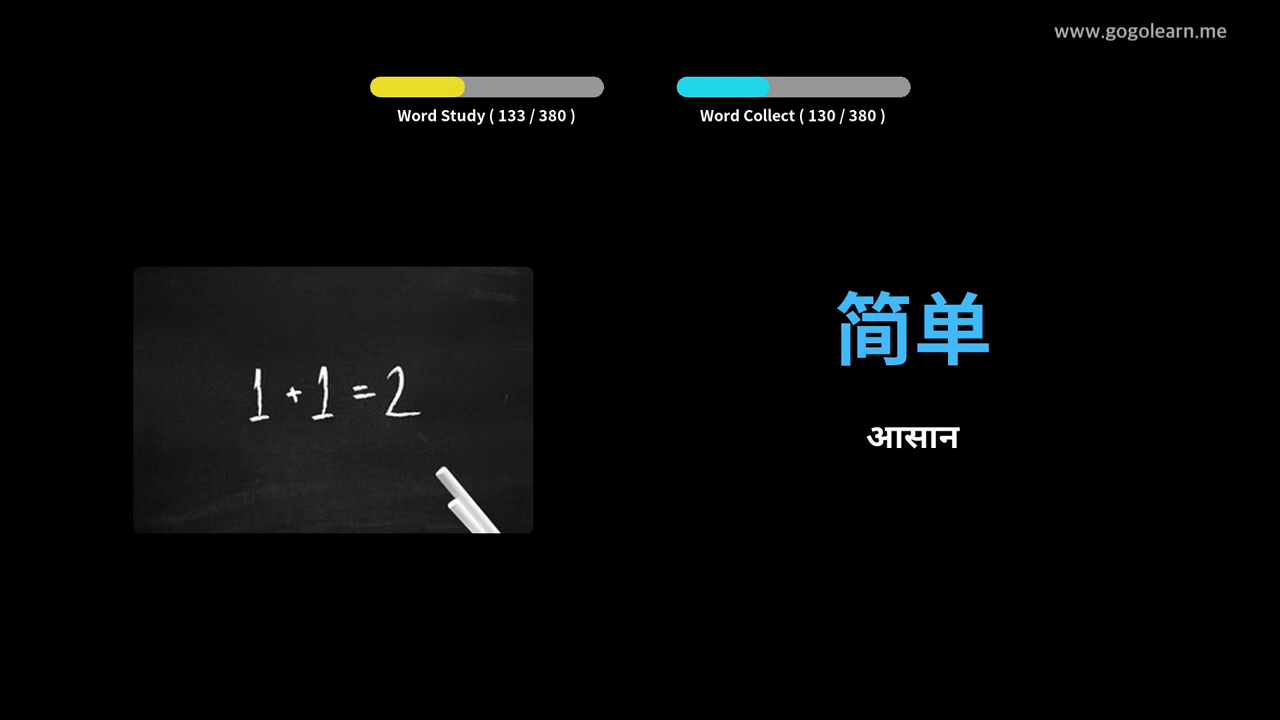 www.gogolearn.me
Word Study ( 133 / 380 )
Word Collect ( 130 / 380 )
1 + 1 = 2
简单
आसान